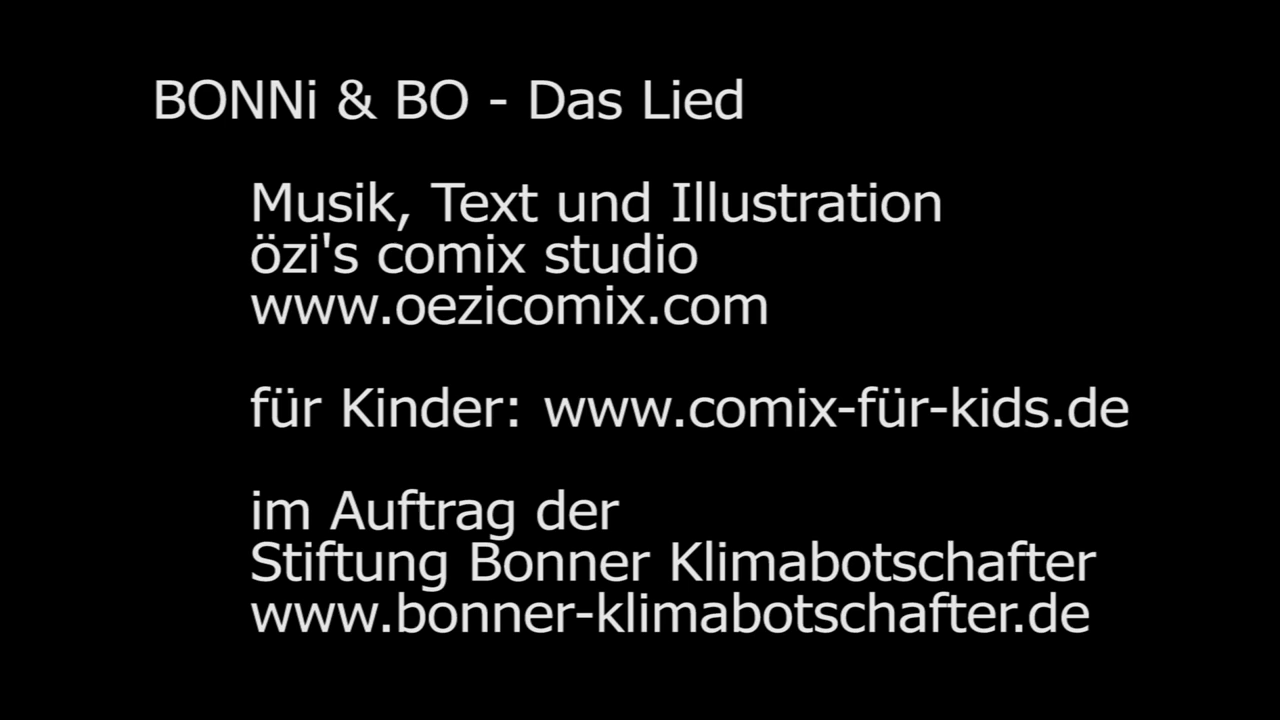 BONNi & BO - Das Lied
Musik, Text und Illustration
özi's comix studio
www.oezicomix.com
für Kinder: www.comix-für-kids.de
im Auftrag der
Stiftung Bonner Klimabotschafter
www.bonner-klimabotschafter.de